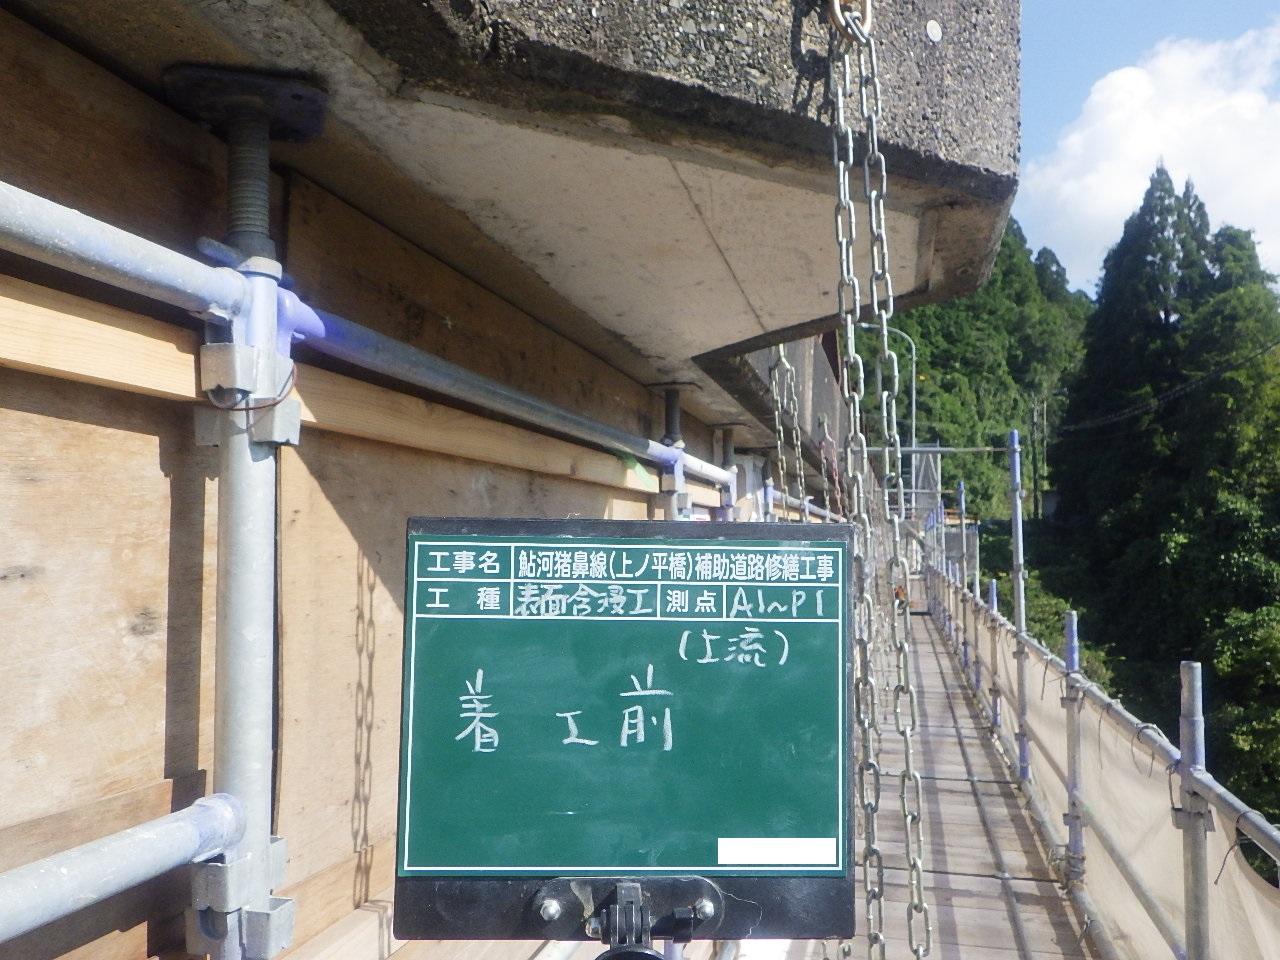 工事名 鮎河猪鼻線(上ノ平橋)補助道路修繕工事
工種 表面含浸工 測点 A1~P1
(上流)
着工前